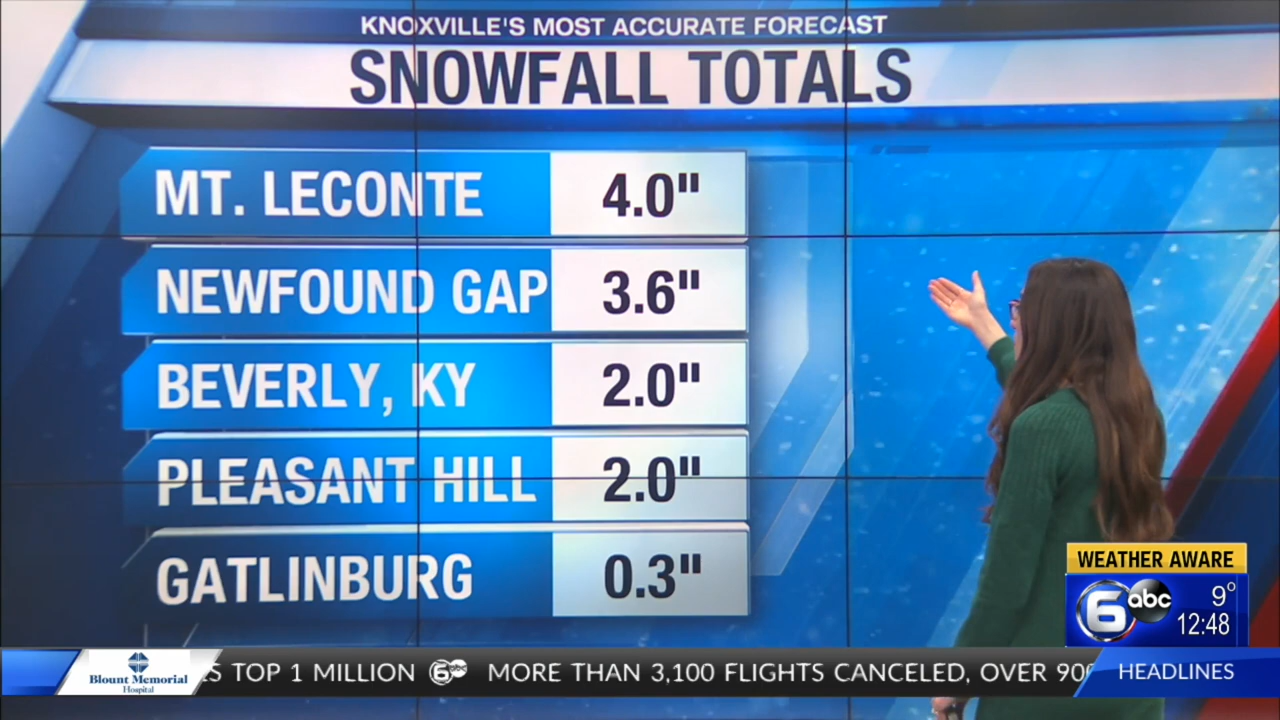 KNOXVILLE'S MOST ACCURATE FORECAST
SNOWFALL TOTALS
MT. LECONTE 4.0"
NEWFOUND GAP 3.6"
BEVERLY, KY 2.0"
PLEASANT HILL 2.0"
GATLINBURG 0.3"
WEATHER AWARE
6 abc 9°
12:48
Blount Memorial
Hospital
TOP 1 MILLION 6 abc MORE THAN 3,100 FLIGHTS CANCELED, OVER HEADLINES